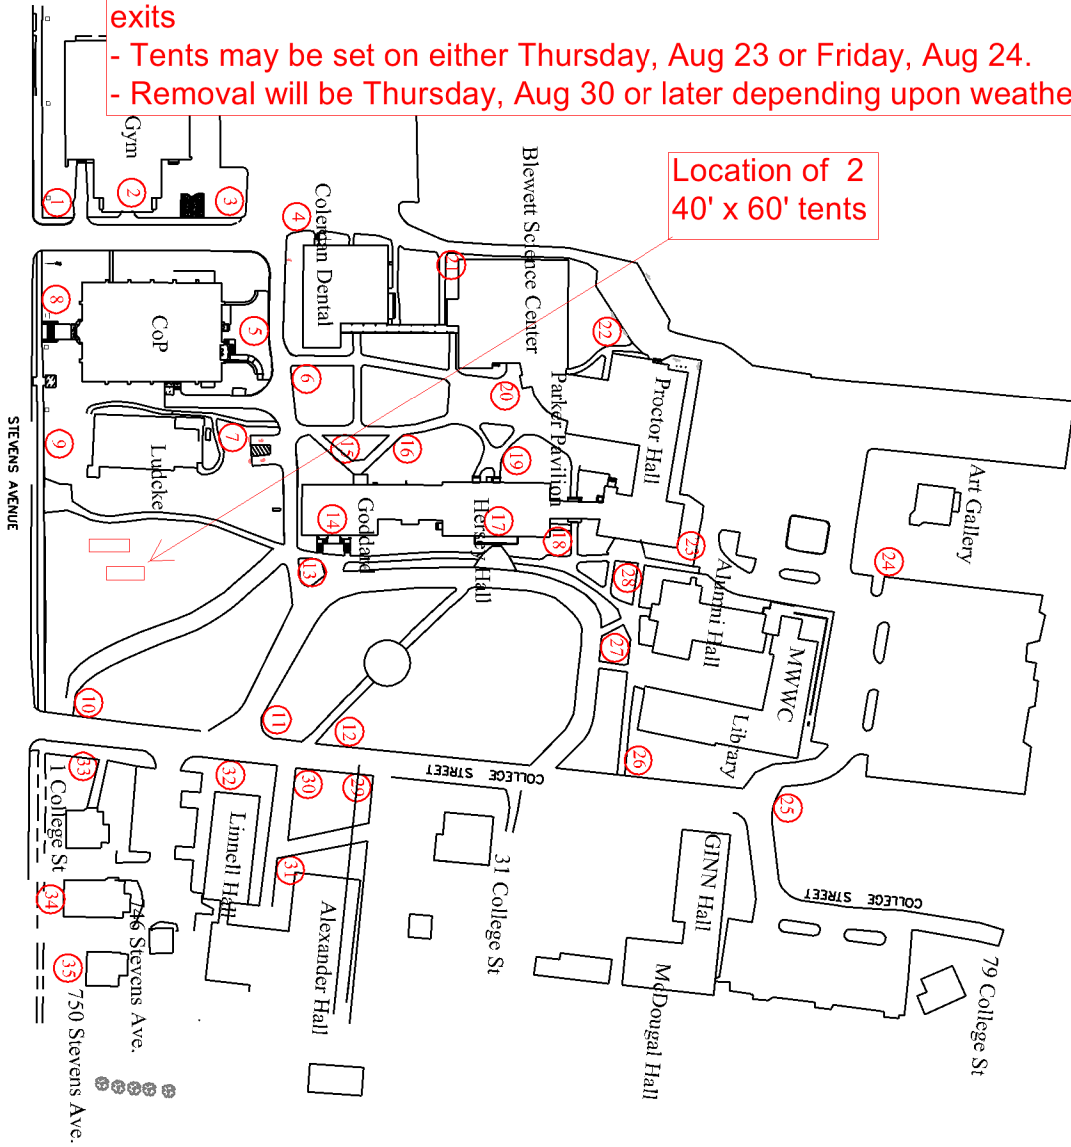 exits
- Tents may be set on either Thursday, Aug 23 or Friday, Aug 24.
- Removal will be Thursday, Aug 30 or later depending upon weathe
Location of 2
40' x 60' tents
Gym
1
2
3
4
Coleman Dental
Blewett Science Center
21
8
CoP
5
22
6
20
Parker Pavilion
Proctor Hall
STEVENS AVENUE
9
Ludcke
7
15
16
19
Art Gallery
14
Goddard
17
Hersey Hall
18
23
24
13
28
Alumni Hall
27
MWWC
10
11
12
Library
26
COLLEGE STREET
33
1 College St
32
30
29
25
Linnell Hall
31
31 College St
GINN Hall
COLLEGE STREET
34
746 Stevens Ave.
Alexander Hall
35
750 Stevens Ave.
McDougal Hall
79 College St